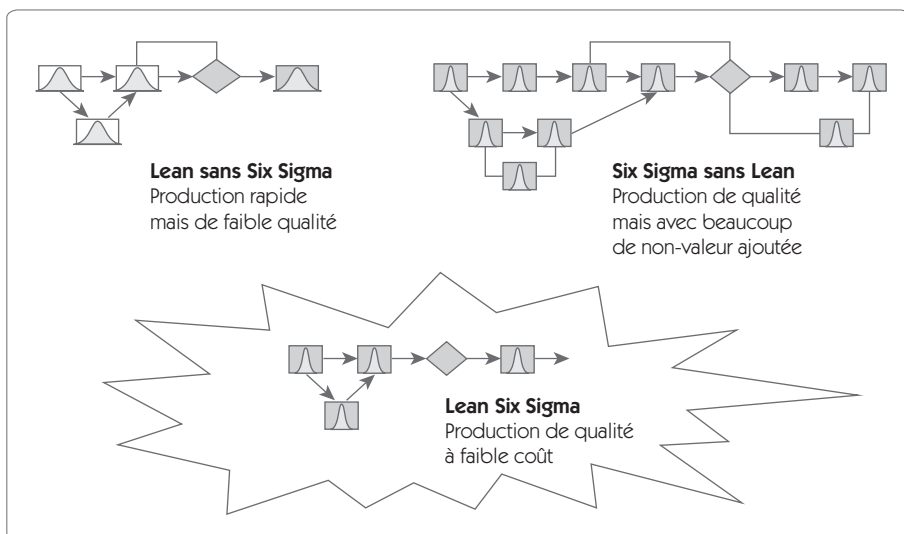 Lean sans Six Sigma
Production rapide
mais de faible qualité
Six Sigma sans Lean
Production de qualité
mais avec beaucoup
de non-valeur ajoutée
Lean Six Sigma
Production de qualité
à faible coût